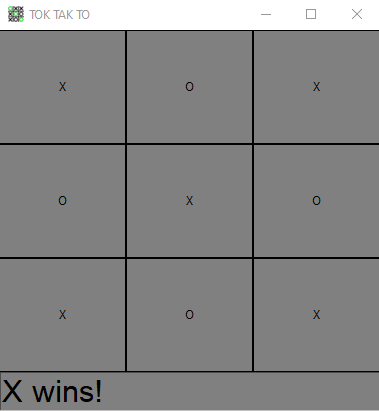 TOK TAK TO
X O X
O X O
X O X
X wins!